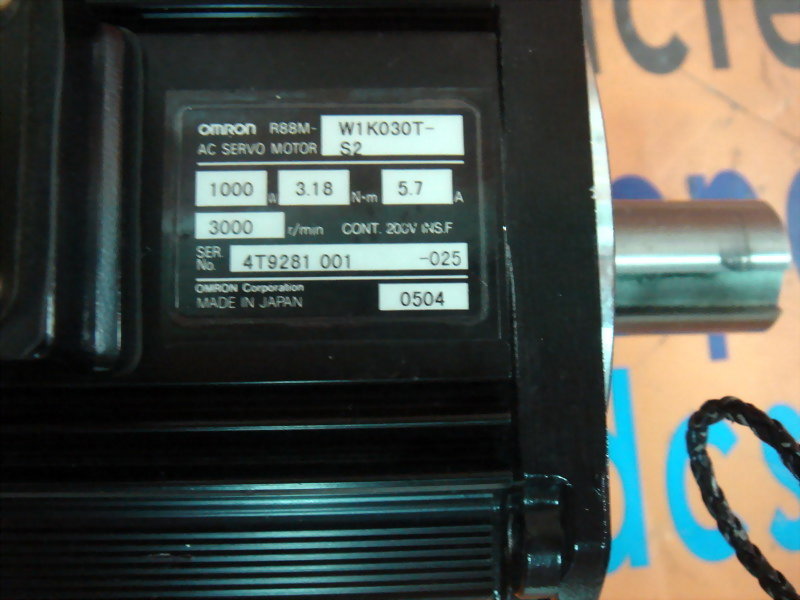 OMRON R88M- W1K030T-
AC SERVO MOTOR S2
1000 W 3.18 N·m 5.7 A
3000 r/min CONT. 200V INS.F
SER. No. 4T9281 001 -025
OMRON Corporation
MADE IN JAPAN 0504